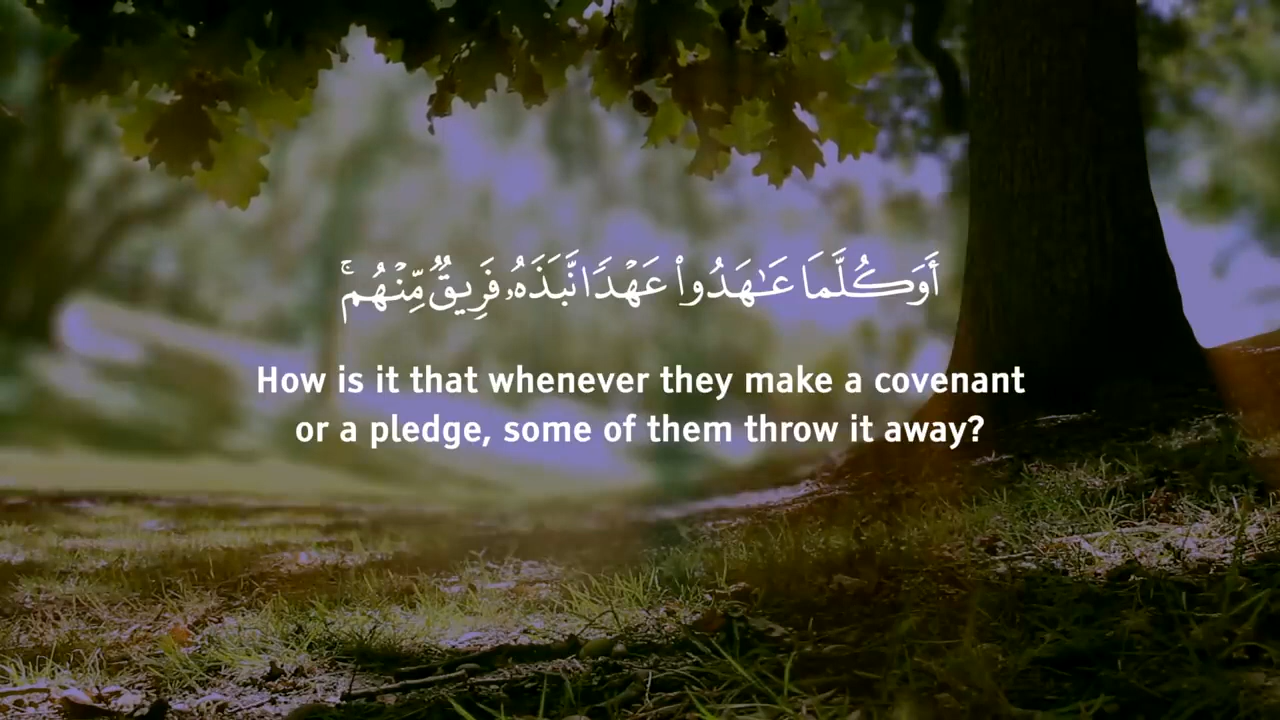 أَوَكُلَّمَا عَـٰهَدُوا۟ عَهْدًا نَّبَذَهُۥ فَرِيقٌ مِّنْهُم ۚ
How is it that whenever they make a covenant
or a pledge, some of them throw it away?